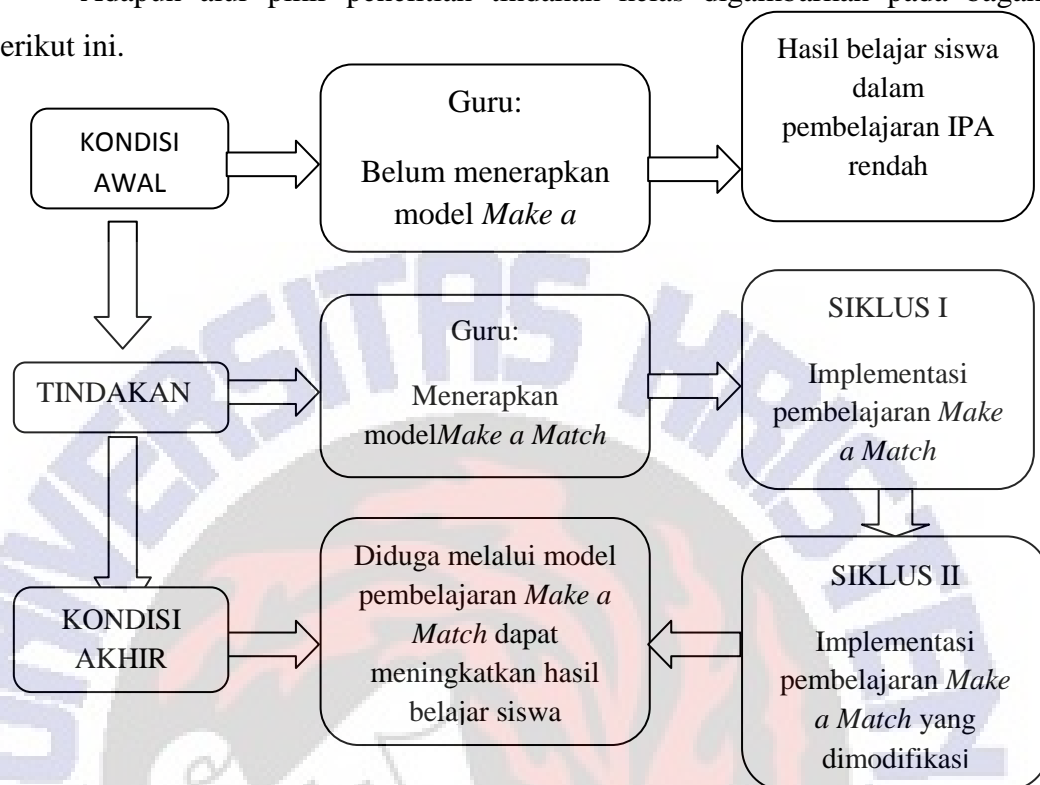 Adapun alur pikir penelitian tindakan kelas digambarkan pada bagan
erikut ini.
KONDISI
AWAL
Guru:
Belum menerapkan
model Make a
Hasil belajar siswa
dalam
pembelajaran IPA
rendah
TINDAKAN
Guru:
Menerapkan
modelMake a Match
SIKLUS I
Implementasi
pembelajaran Make
a Match
KONDISI
AKHIR
Diduga melalui model
pembelajaran Make a
Match dapat
meningkatkan hasil
belajar siswa
SIKLUS II
Implementasi
pembelajaran Make
a Match yang
dimodifikasi
UNIVERSITAS KRISTEN